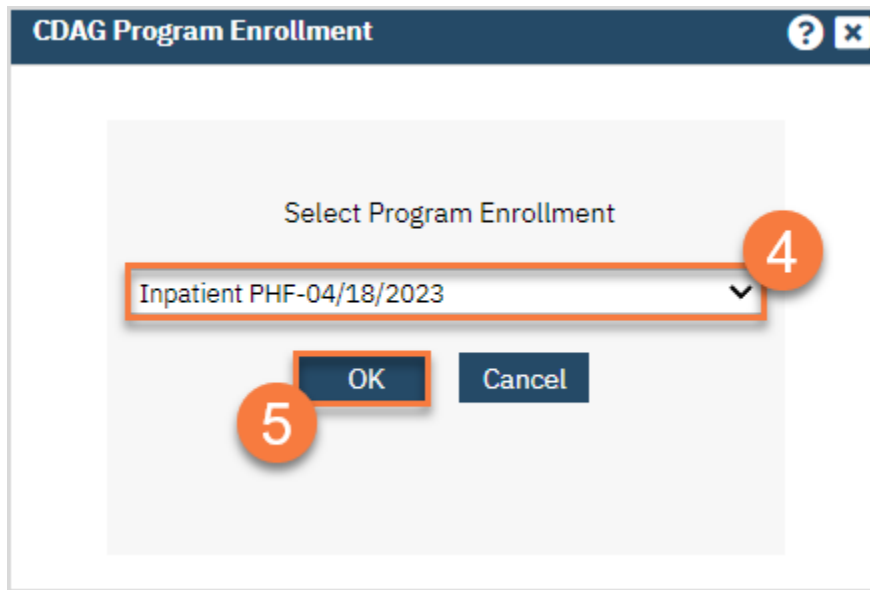 CDAG Program Enrollment ?
Select Program Enrollment
4
Inpatient PHF-04/18/2023
OK Cancel
5